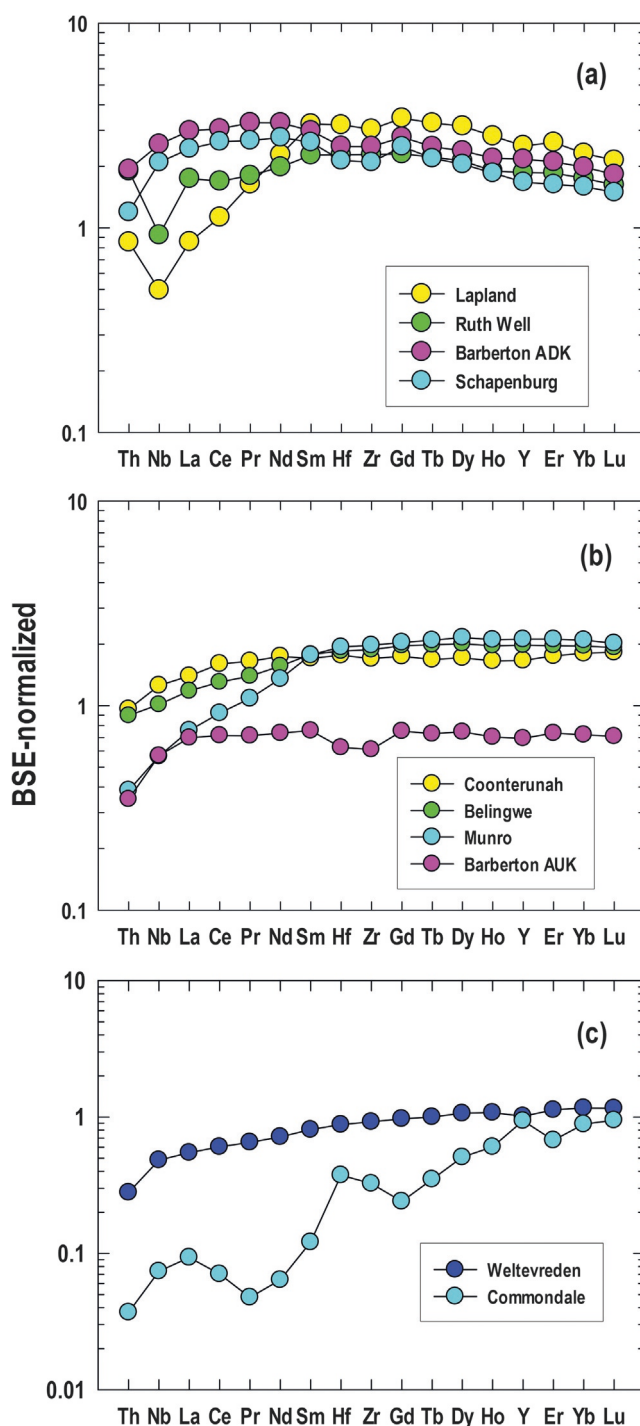 10
(a)
1
Lapland
Ruth Well
Barberton ADK
Schapenburg
0.1
Th Nb La Ce Pr Nd Sm Hf Zr Gd Tb Dy Ho Y Er Yb Lu
10
(b)
BSE-normalized
1
Coonterunah
Belingwe
Munro
Barberton AUK
0.1
Th Nb La Ce Pr Nd Sm Hf Zr Gd Tb Dy Ho Y Er Yb Lu
10
(c)
1
0.1
Weltevreden
Commondale
0.01
Th Nb La Ce Pr Nd Sm Hf Zr Gd Tb Dy Ho Y Er Yb Lu